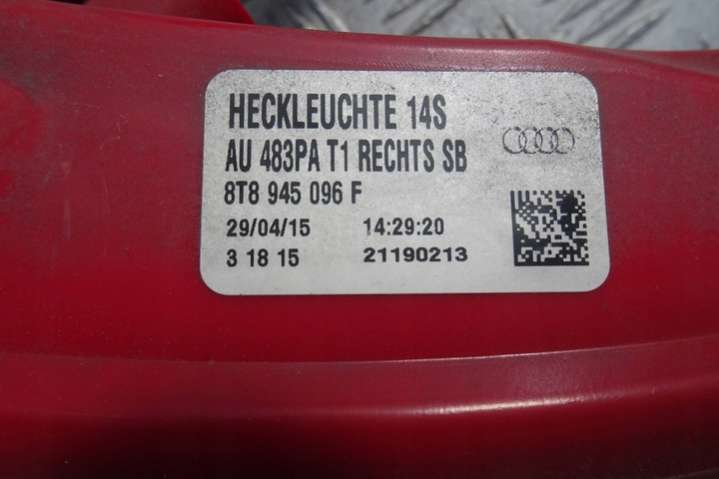 HECKLEUCHTE 14S
AU 483PA T1 RECHTS SB
8T8 945 096 F
29/04/15 14:29:20
3 18 15 21190213